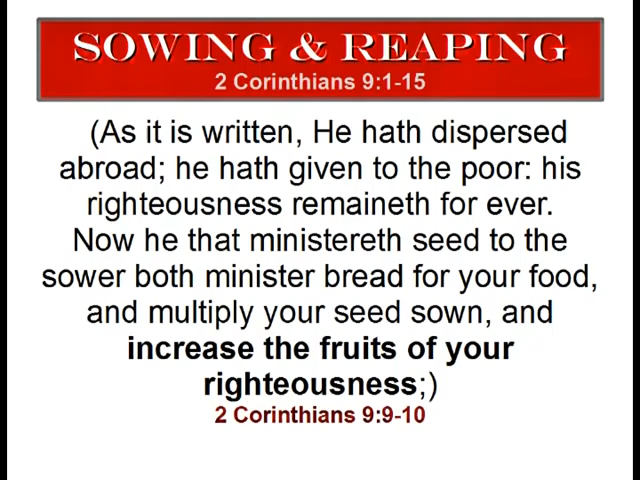 SOWING & REAPING
2 Corinthians 9:1-15
(As it is written, He hath dispersed
abroad; he hath given to the poor: his
righteousness remaineth for ever.
Now he that ministereth seed to the
sower both minister bread for your food,
and multiply your seed sown, and
increase the fruits of your
righteousness;)
2 Corinthians 9:9-10